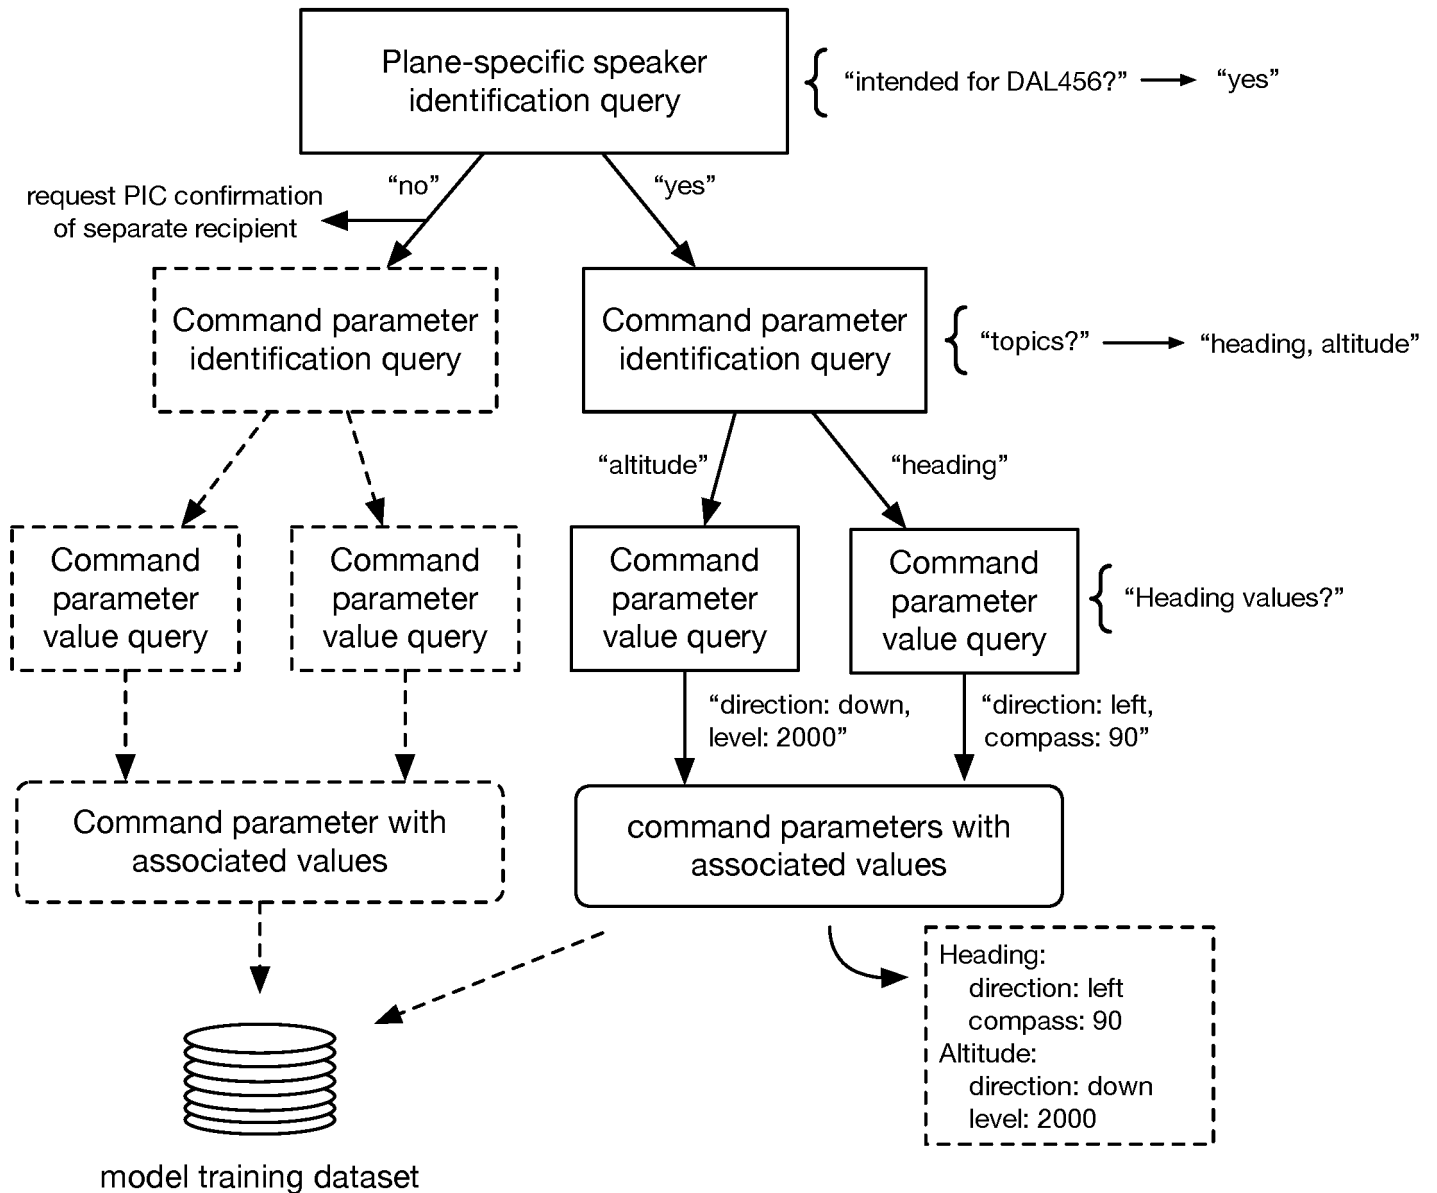 Plane-specific speaker
identification query
“intended for DAL456?”
“yes”
“no”
“yes”
request PIC confirmation
of separate recipient
Command parameter
identification query
Command parameter
identification query
“topics?”
“heading, altitude”
“altitude”
“heading”
Command
parameter
value query
Command
parameter
value query
Command
parameter
value query
Command
parameter
value query
“Heading values?”
“direction: down,
level: 2000”
“direction: left,
compass: 90”
Command parameter with
associated values
command parameters with
associated values
Heading:
direction: left
compass: 90
Altitude:
direction: down
level: 2000
model training dataset